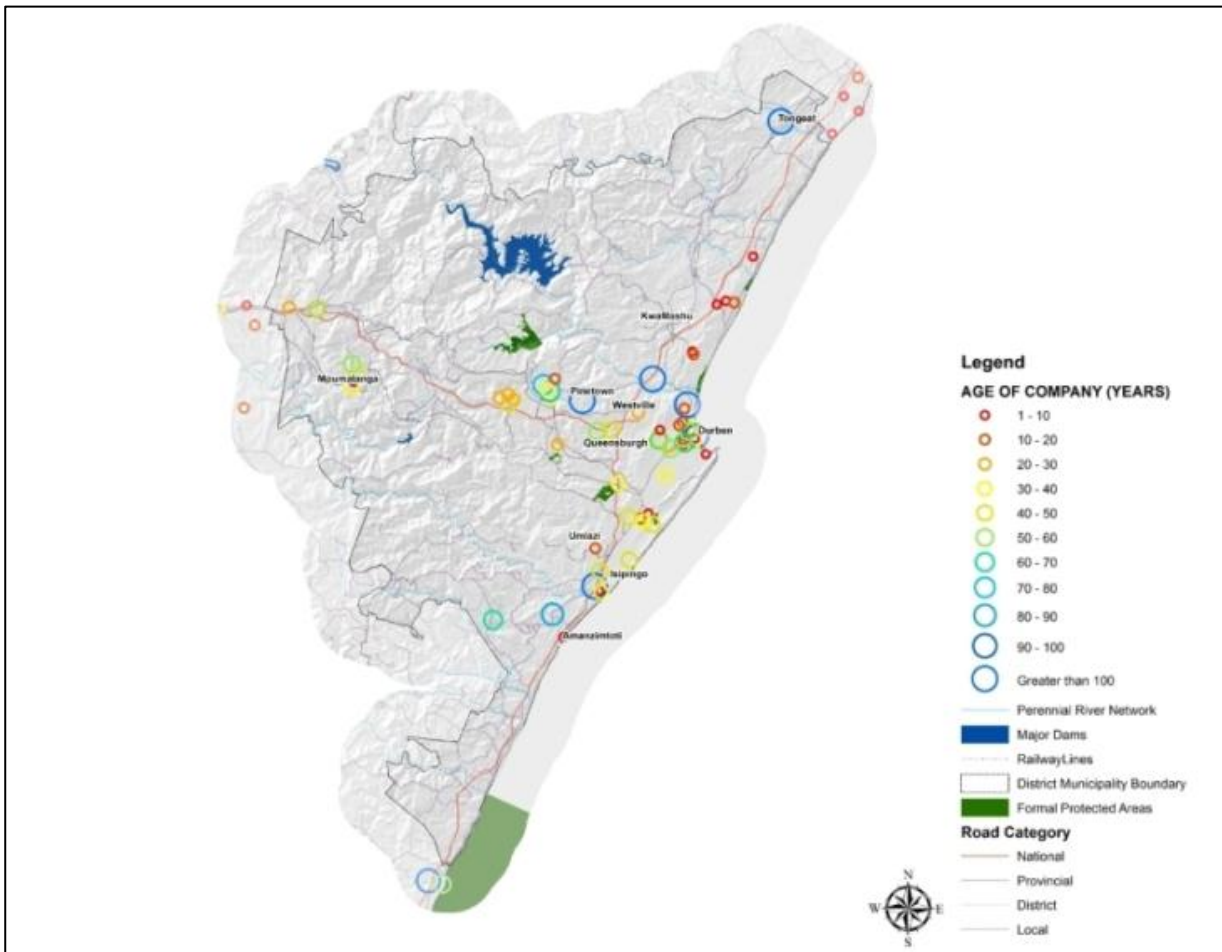 Tongaat
KwaMashu
Mpumalanga
Pinetown
Westville
Queensburgh
Durban
Umlazi
Isipingo
Amanzimtoti
Legend
AGE OF COMPANY (YEARS)
1 - 10
10 - 20
20 - 30
30 - 40
40 - 50
50 - 60
60 - 70
70 - 80
80 - 90
90 - 100
Greater than 100
Perennial River Network
Major Dams
RailwayLines
District Municipality Boundary
Formal Protected Areas
Road Category
National
Provincial
District
Local
N
W E
S